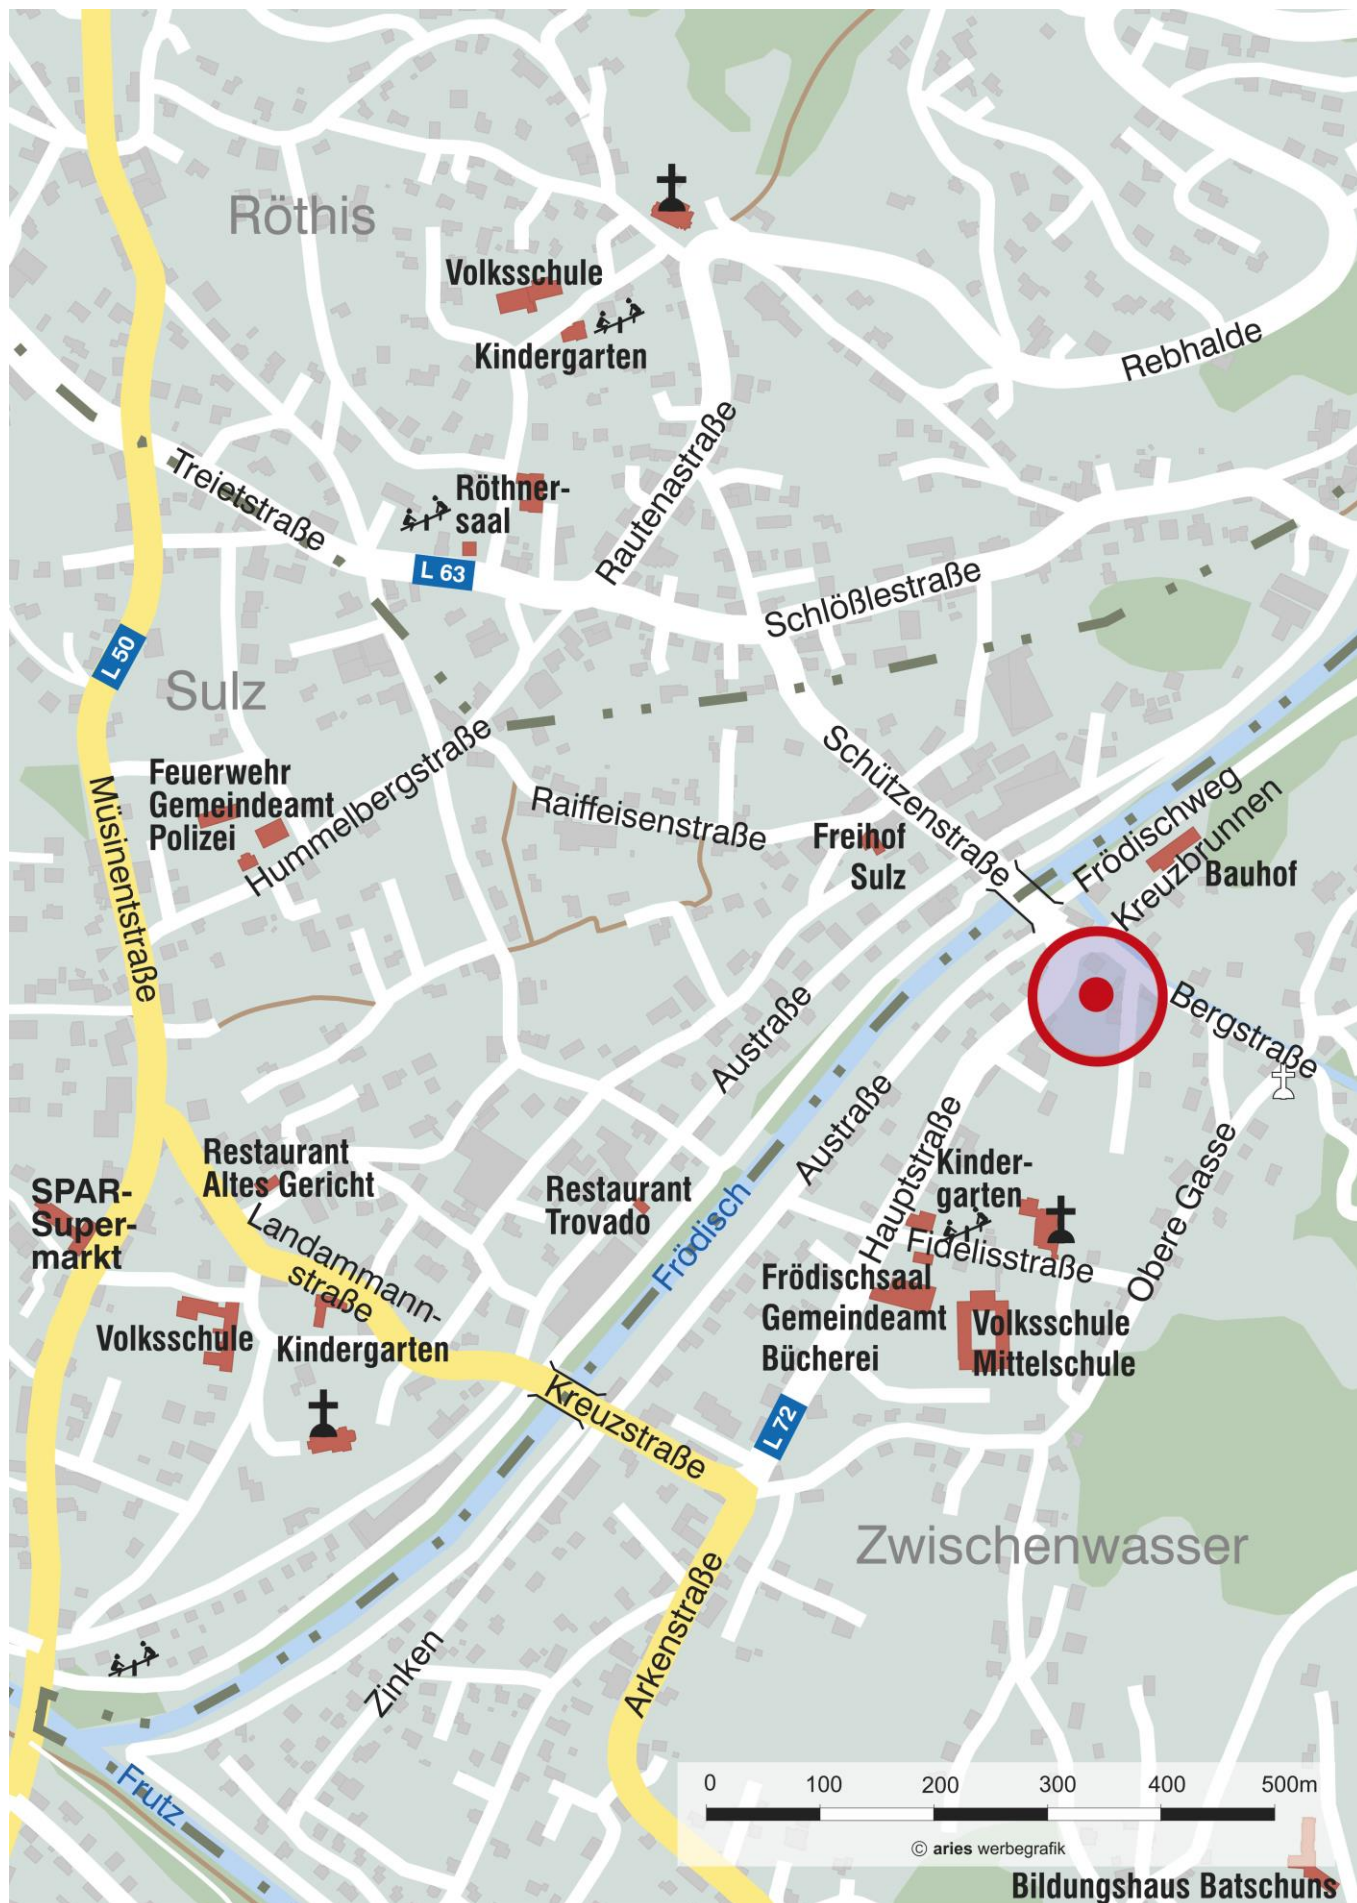 Röthis
Volksschule
Kindergarten
Rebhalde
Treietstraße
Röthner-
saal
Rautenastraße
L 63
Schlößlestraße
L 50
Sulz
Feuerwehr
Gemeindeamt
Polizei
Müsinentstraße
Hummelbergstraße
Raiffeisenstraße
Schützenstraße
Freihof
Sulz
Frödischweg
Kreuzbrunnen
Bauhof
Bergstraße
Austraße
Austraße
Hauptstraße
Restaurant
Altes Gericht
SPAR-
Super-
markt
Landammann-
straße
Restaurant
Trovado
Frödisch
Kinder-
garten
Fidelisstraße
Obere Gasse
Frödischsaal
Gemeindeamt
Bücherei
Volksschule
Mittelschule
Volksschule
Kindergarten
Kreuzstraße
L 72
Zwischenwasser
Arkenstraße
Zinken
Frutz
0 100 200 300 400 500m
© aries werbegrafik
Bildungshaus Batschuns